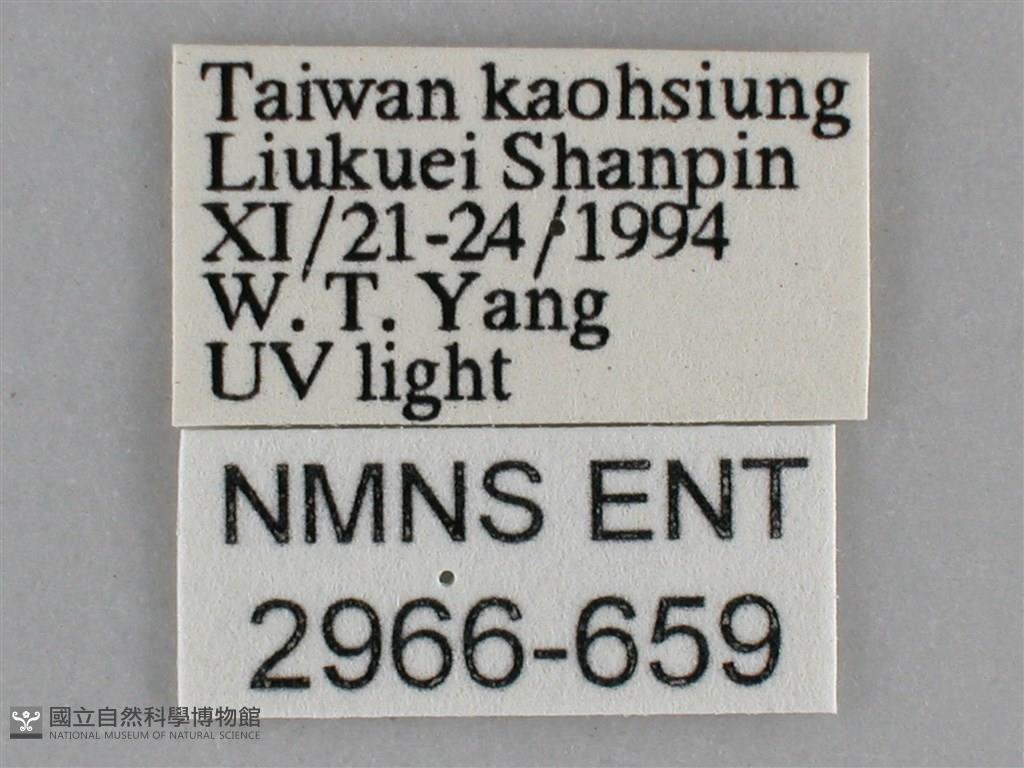 Taiwan kaohsiung
Liukuei Shanpin
XI/21-24/1994
W. T. Yang
UV light
NMNS ENT
2966-659
國立自然科學博物館
NATIONAL MUSEUM OF NATURAL SCIENCE